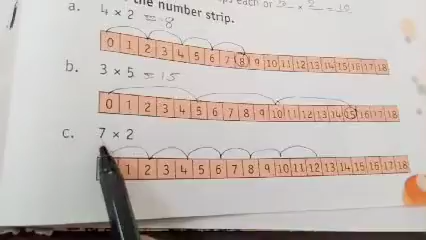 the number strip.
a. 4 × 2 = 8
0 1 2 3 4 5 6 7 8 9 10 11 12 13 14 15 16 17 18
b. 3 × 5 = 15
0 1 2 3 4 5 6 7 8 9 10 11 12 13 14 15 16 17 18
c. 7 × 2
1 2 3 4 5 6 7 8 9 10 11 12 13 14 15 16 17 18